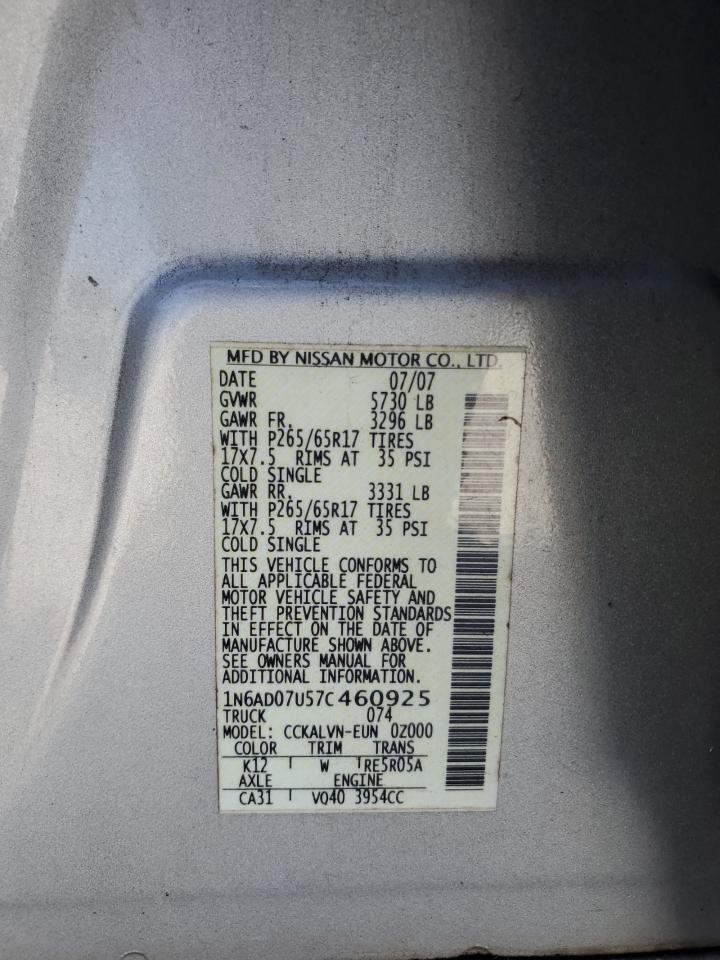 MFD BY NISSAN MOTOR CO., LTD.
DATE 07/07
GVWR 5730 LB
GAWR FR. 3296 LB
WITH P265/65R17 TIRES
17X7.5 RIMS AT 35 PSI
COLD SINGLE
GAWR RR. 3331 LB
WITH P265/65R17 TIRES
17X7.5 RIMS AT 35 PSI
COLD SINGLE
THIS VEHICLE CONFORMS TO
ALL APPLICABLE FEDERAL
MOTOR VEHICLE SAFETY AND
THEFT PREVENTION STANDARDS
IN EFFECT ON THE DATE OF
MANUFACTURE SHOWN ABOVE.
SEE OWNERS MANUAL FOR
ADDITIONAL INFORMATION.
1N6AD07U57C460925
TRUCK 074
MODEL: CCKALVN-EUN 0Z000
COLOR TRIM TRANS
K12 W RE5R05A
AXLE ENGINE
CA31 VQ40 3954CC